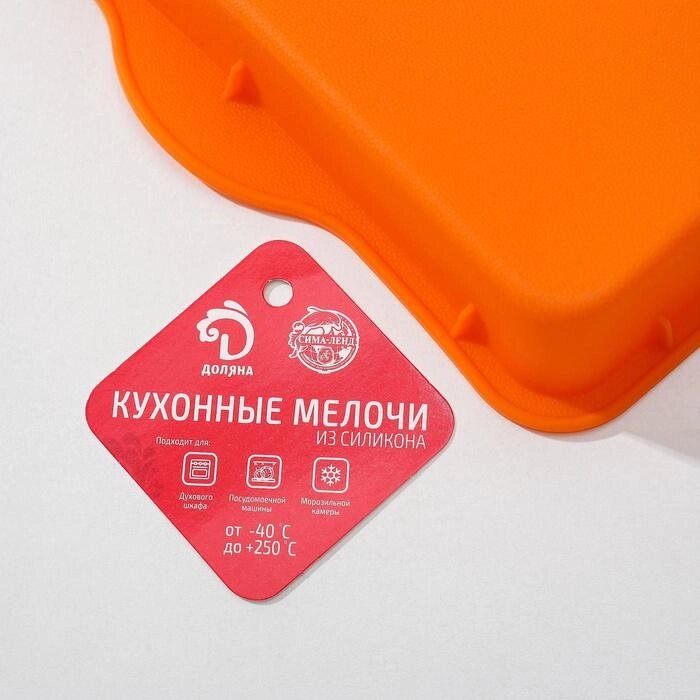 ДОЛЯНА
СИМА-ЛЕНД
КУХОННЫЕ МЕЛОЧИ
ИЗ СИЛИКОНА
Подходит для:
Духового
шкафа
Посудомоечной
машины
Морозильной
камеры
от -40 °С
до +250 °С